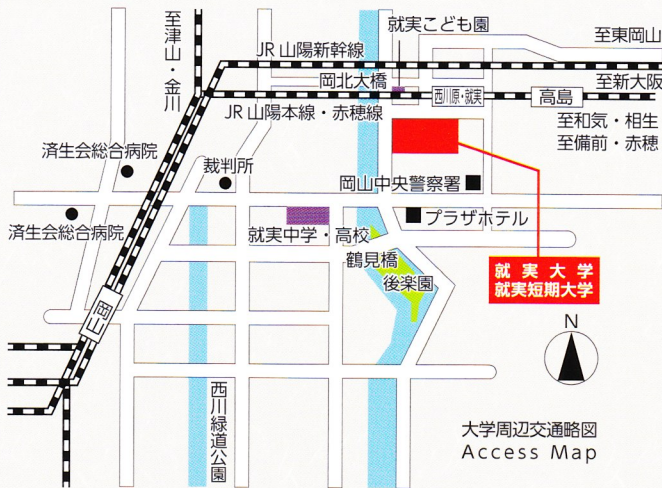 至津山・金川
JR 山陽新幹線
就実こども園
至東岡山
岡北大橋
西川原・就実
高島
至新大阪
JR 山陽本線・赤穂線
至和気・相生
至備前・赤穂
済生会総合病院
裁判所
岡山中央警察署
済生会総合病院
就実中学・高校
プラザホテル
鶴見橋
後楽園
就実大学
就実短期大学
岡山
N
西川緑道公園
大学周辺交通略図
Access Map